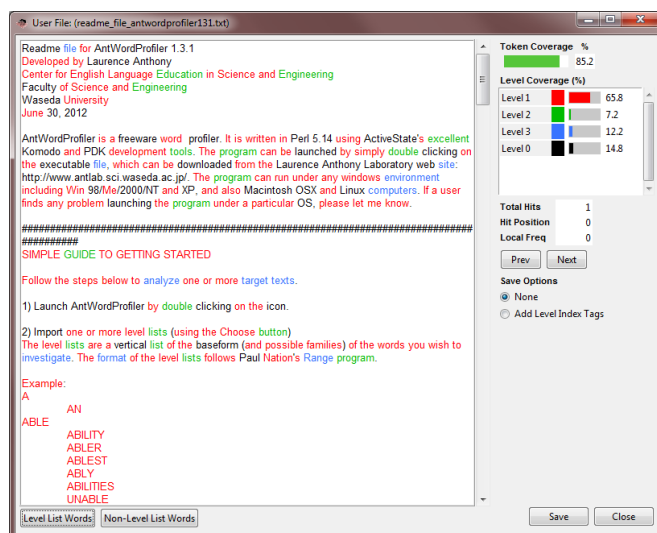 User File: (readme_file_antwordprofiler131.txt)
Readme file for AntWordProfiler 1.3.1
Developed by Laurence Anthony
Center for English Language Education in Science and Engineering
Faculty of Science and Engineering
Waseda University
June 30, 2012
AntWordProfiler is a freeware word  profiler. It is written in Perl 5.14 using ActiveState's excellent
Komodo and PDK development tools. The program can be launched by simply double clicking on
the executable file, which can be downloaded from the Laurence Anthony Laboratory web site:
http://www.antlab.sci.waseda.ac.jp/. The program can run under any windows environment
including Win 98/Me/2000/NT and XP, and also Macintosh OSX and Linux computers. If a user
finds any problem launching the program under a particular OS, please let me know.
################################################################################
##########
SIMPLE GUIDE TO GETTING STARTED
Follow the steps below to analyze one or more target texts.
1) Launch AntWordProfiler by double clicking on the icon.
2) Import one or more level lists (using the Choose button)
The level lists are a vertical list of the baseform (and possible families) of the words you wish to
investigate. The format of the level lists follows Paul Nation's Range program.
Example:
A
AN
ABLE
ABILITY
ABLER
ABLEST
ABLY
ABILITIES
UNABLE
Level List Words
Non-Level List Words
Token Coverage %
85.2
Level Coverage (%)
Level 1 65.8
Level 2 7.2
Level 3 12.2
Level 0 14.8
Total Hits 1
Hit Position 0
Local Freq 0
Prev
Next
Save Options
None
Add Level Index Tags
Save
Close